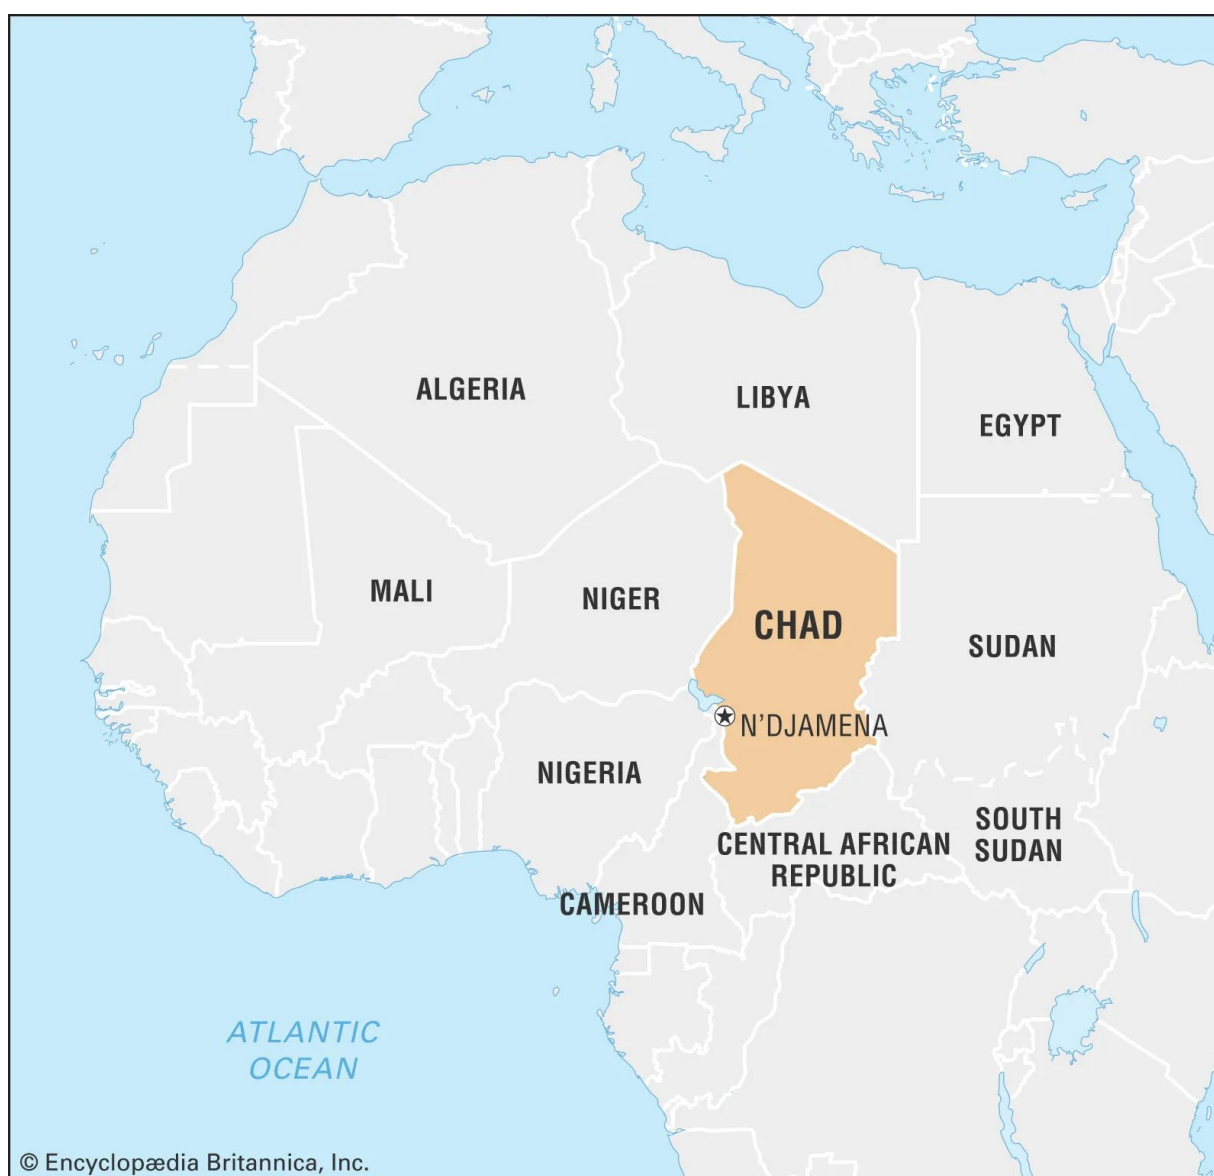 ALGERIA
LIBYA
EGYPT
MALI
NIGER
CHAD
SUDAN
N’DJAMENA
NIGERIA
SOUTH
SUDAN
CENTRAL AFRICAN
REPUBLIC
CAMEROON
ATLANTIC
OCEAN
© Encyclopædia Britannica, Inc.